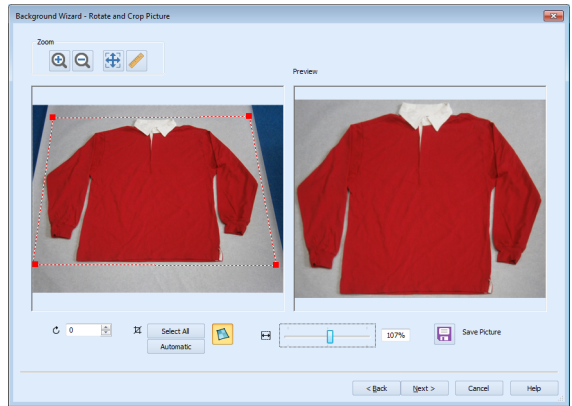 Background Wizard - Rotate and Crop Picture
Zoom
Preview
0
Select All
Automatic
107%
Save Picture
< Back
Next >
Cancel
Help